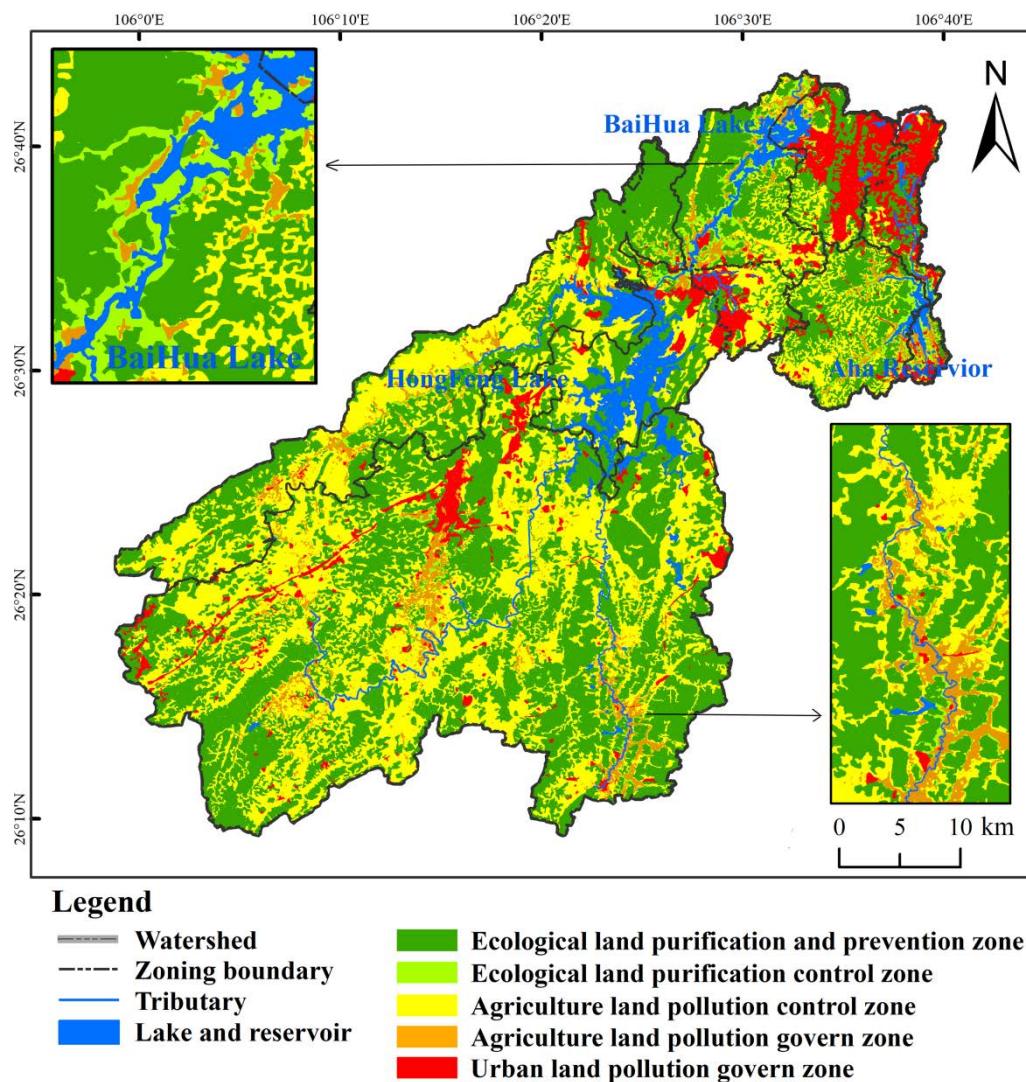 106°0'E 106°10'E 106°20'E 106°30'E 106°40'E
N
BaiHua Lake
26°40'N
BaiHua Lake
26°30'N
HongFeng Lake
Aha Reservior
26°20'N
26°10'N
0 5 10 km
Legend
Watershed
Zoning boundary
Tributary
Lake and reservoir
Ecological land purification and prevention zone
Ecological land purification control zone
Agriculture land pollution control zone
Agriculture land pollution govern zone
Urban land pollution govern zone